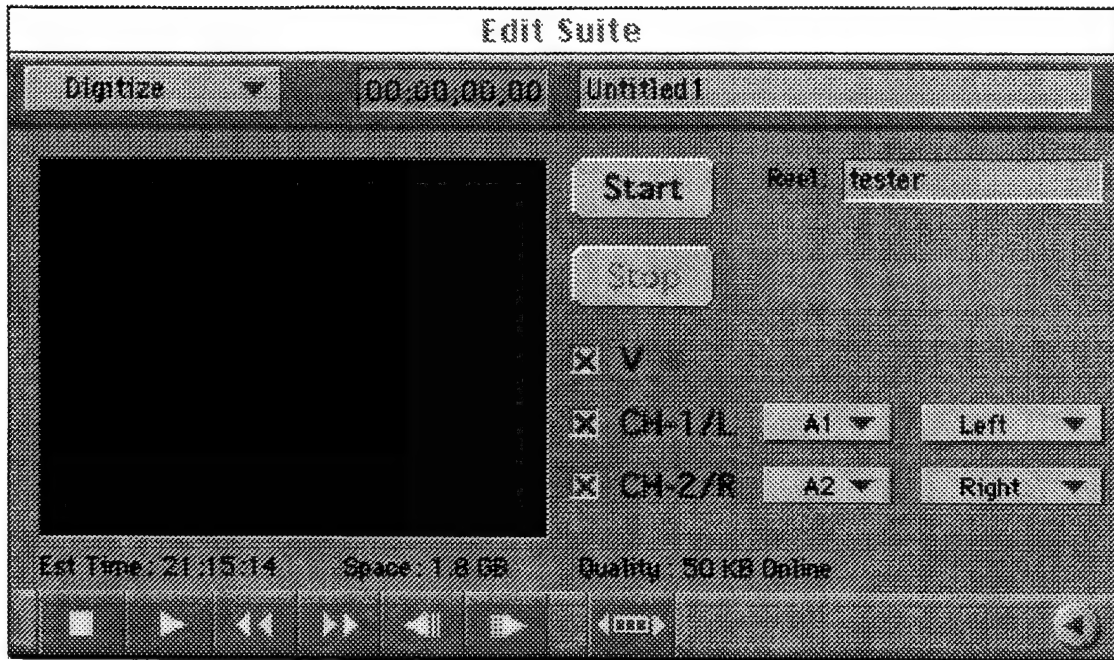 Edit Suite
Digitize 00:00;00,00 Untitled1
Start Reel: tester
Stop
V
CH-1/L A1 Left
CH-2/R A2 Right
Est Time: 21:15:14 Space: 1.8 GB Quality: 50 KB Online